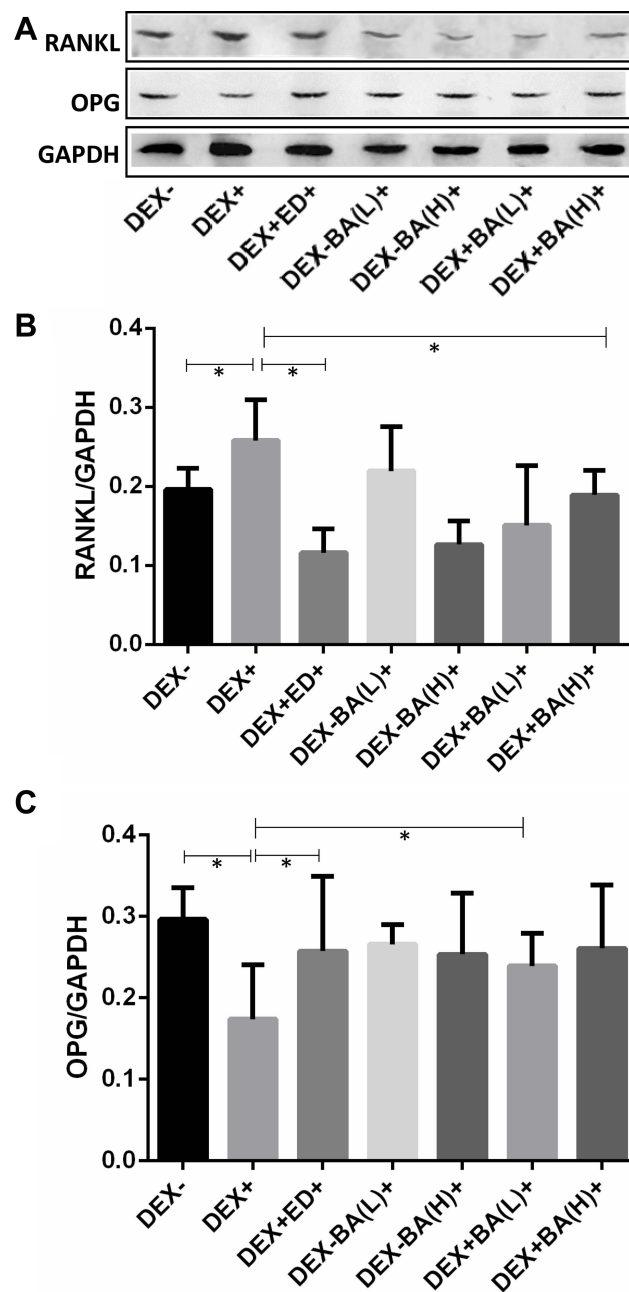 A
RANKL
OPG
GAPDH
DEX- DEX+ DEX+ED+ DEX-BA(L)+ DEX-BA(H)+ DEX+BA(L)+ DEX+BA(H)+
B
RANKL/GAPDH
0.4
0.3
0.2
0.1
0.0
* * *
DEX- DEX+ DEX+ED+ DEX-BA(L)+ DEX-BA(H)+ DEX+BA(L)+ DEX+BA(H)+
C
OPG/GAPDH
0.4
0.3
0.2
0.1
0.0
* * *
DEX- DEX+ DEX+ED+ DEX-BA(L)+ DEX-BA(H)+ DEX+BA(L)+ DEX+BA(H)+